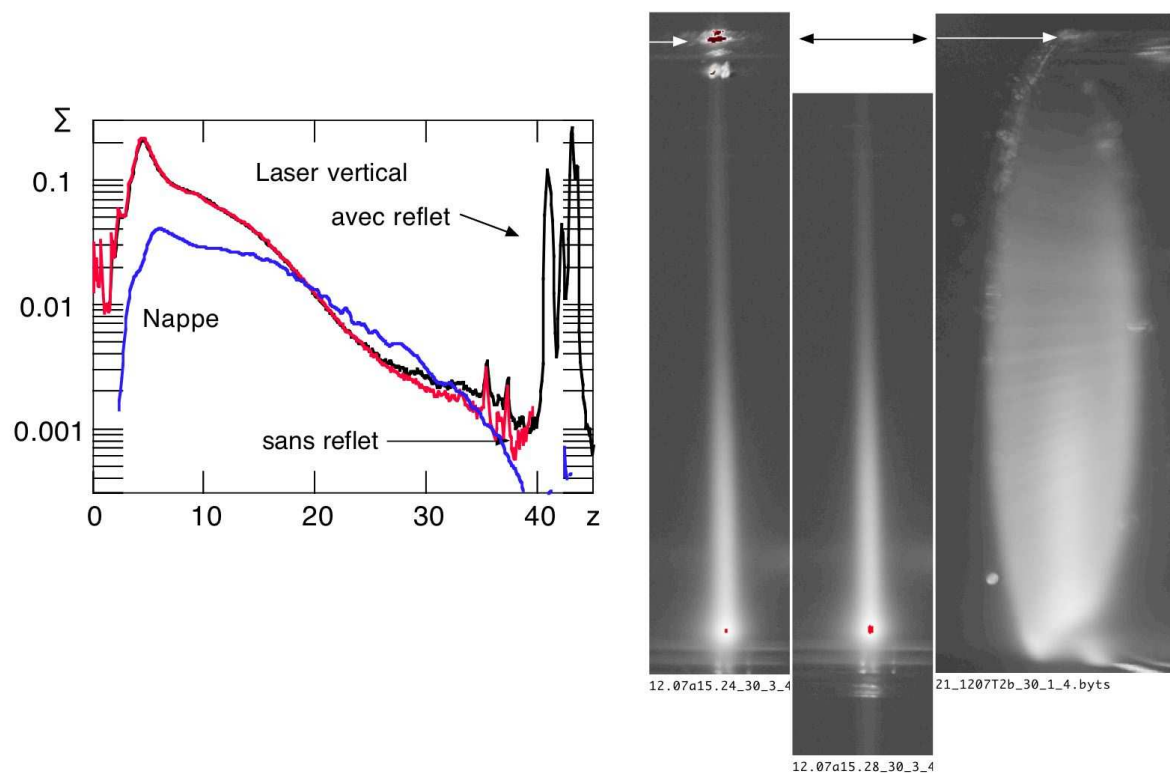 Σ
0.1
0.01
0.001
Laser vertical
avec reflet
Nappe
sans reflet
0 10 20 30 40 z
12.07a15.24_30_3_4
12.07a15.28_30_3_4
21_1207T2b_30_1_4.byts